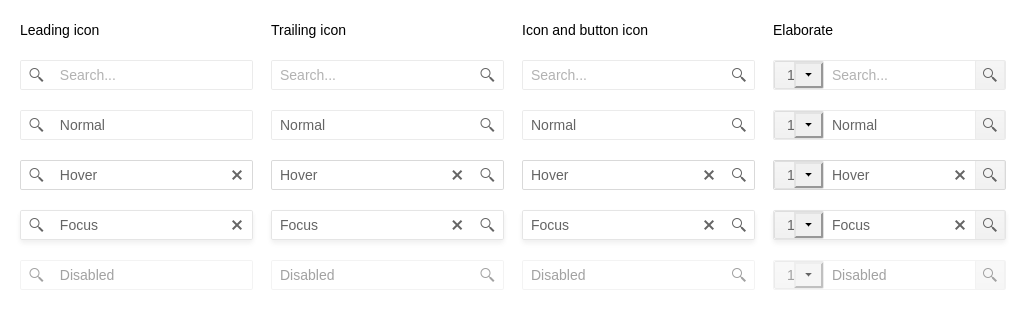 Leading icon Trailing icon Icon and button icon Elaborate
Search... Search... Search... 1 Search...
Normal Normal Normal 1 Normal
Hover Hover Hover 1 Hover
Focus Focus Focus 1 Focus
Disabled Disabled Disabled 1 Disabled